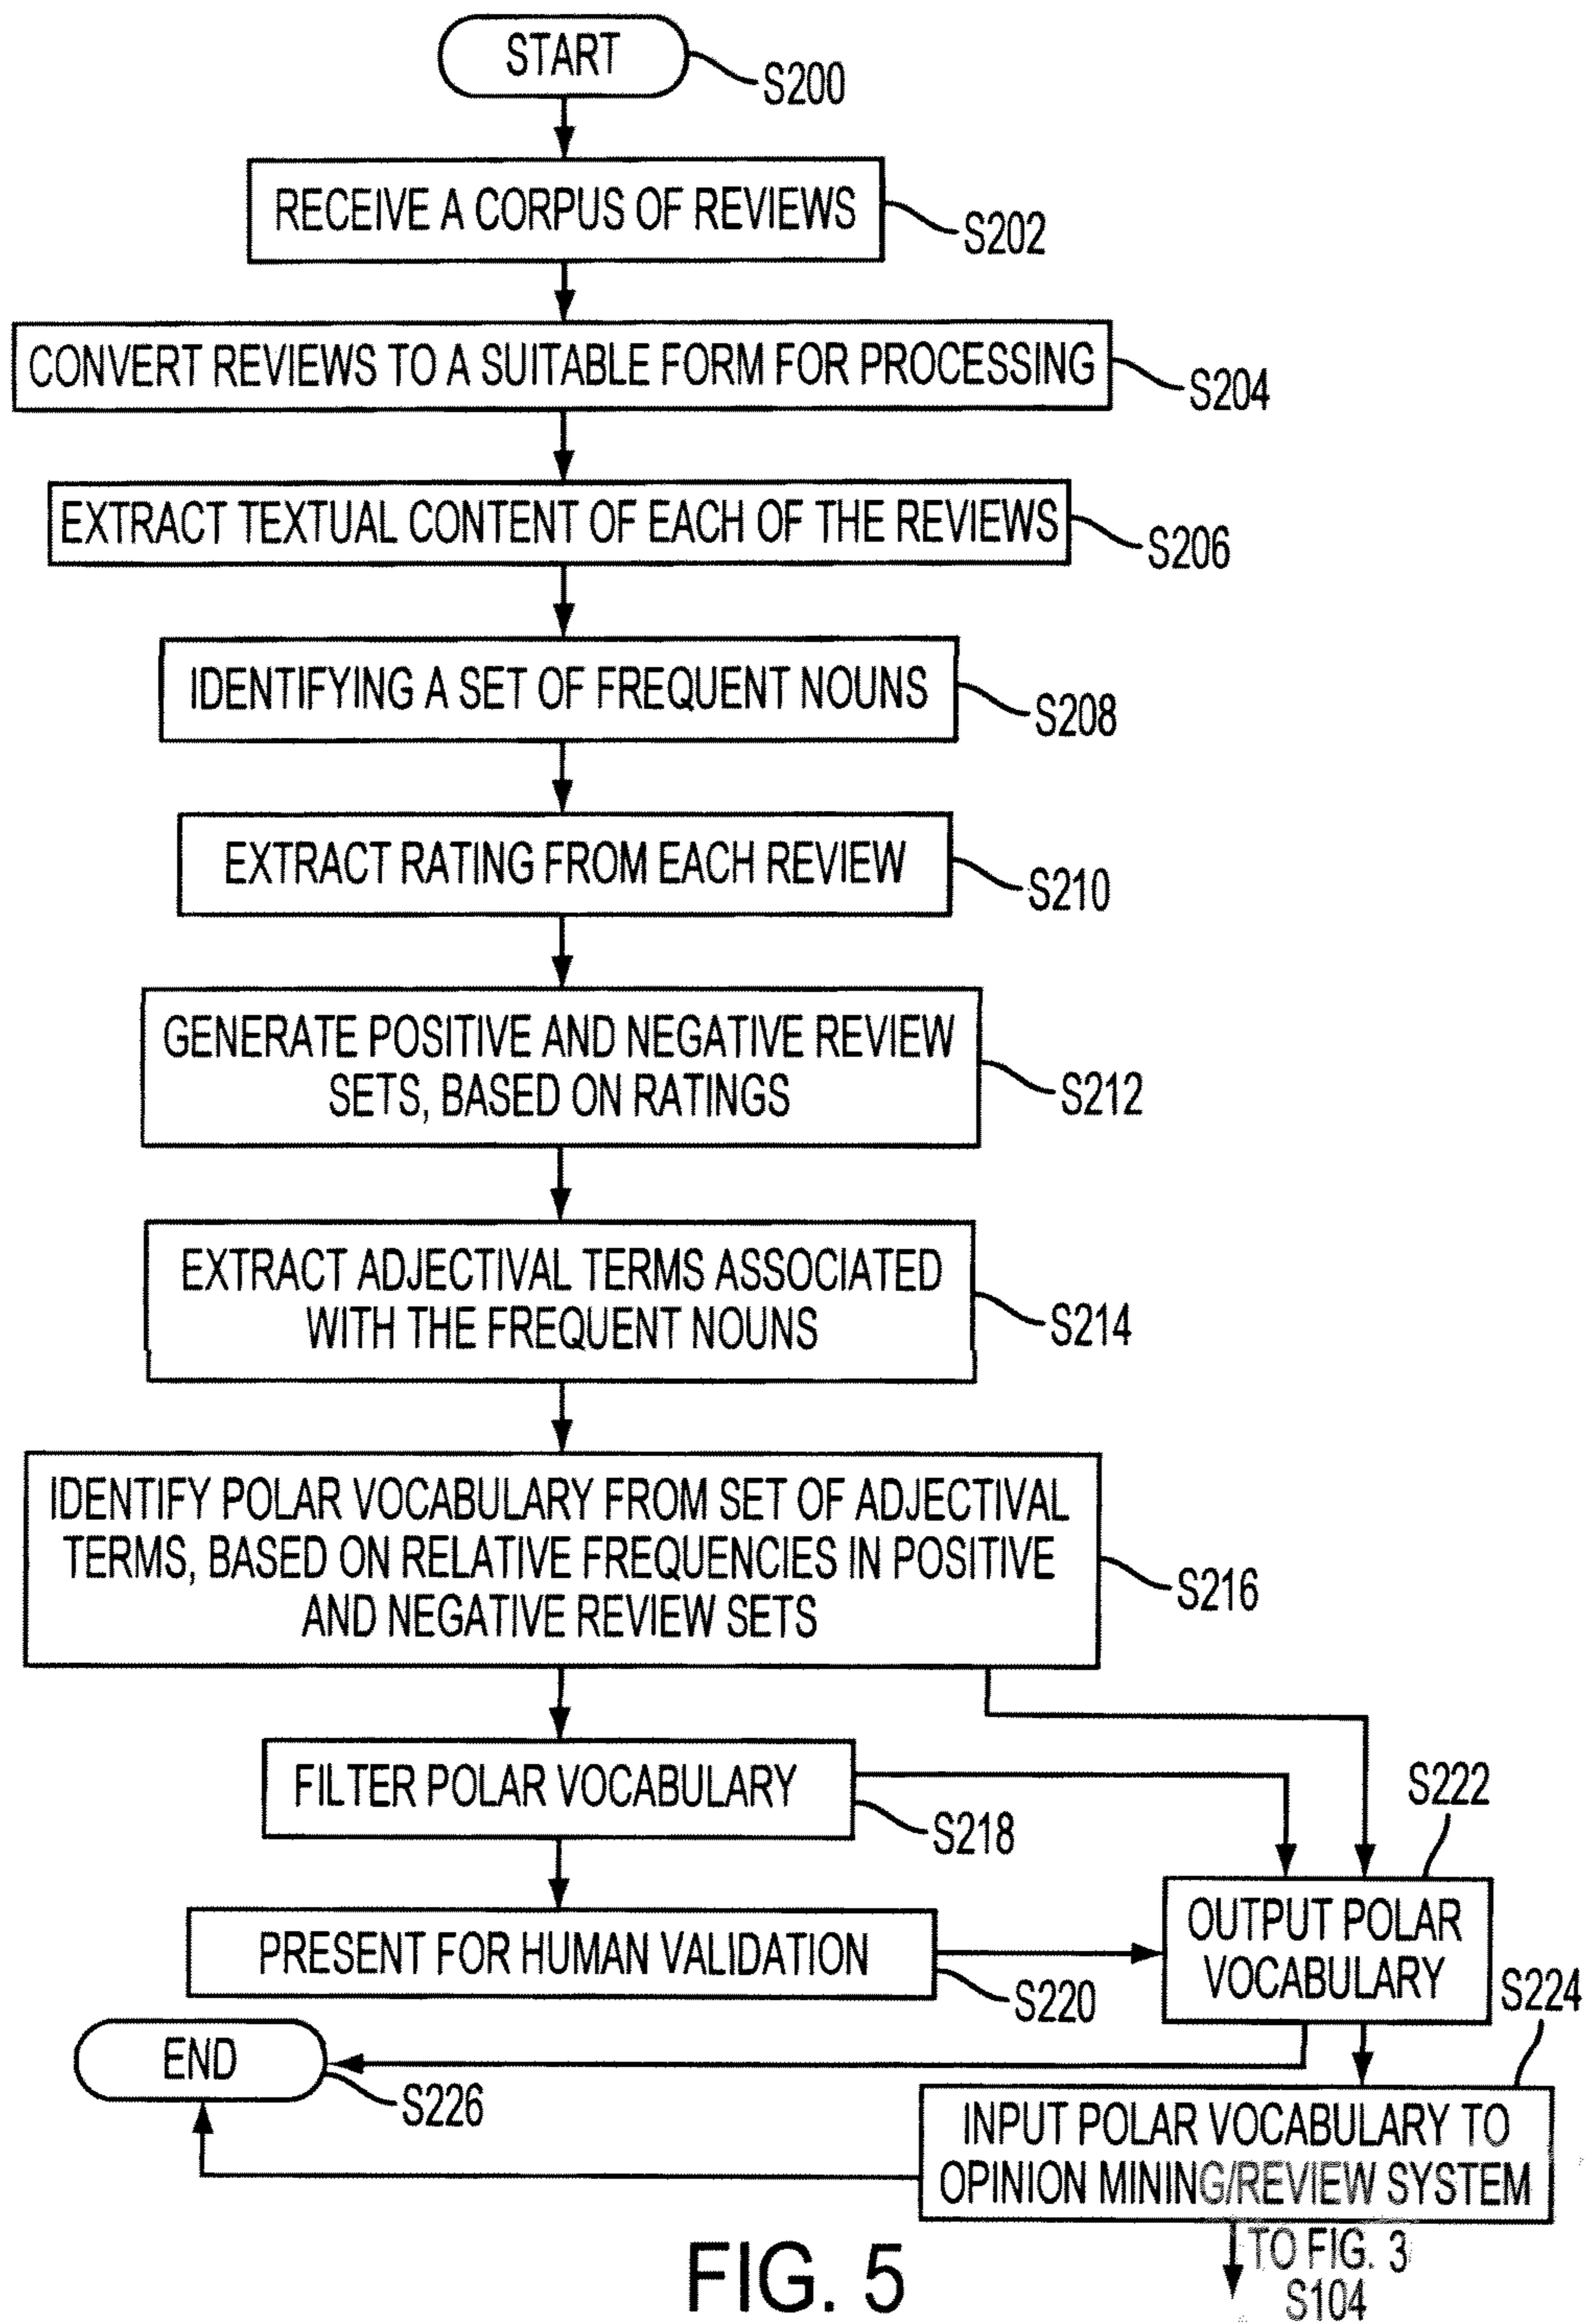 START
S200
RECEIVE A CORPUS OF REVIEWS
S202
CONVERT REVIEWS TO A SUITABLE FORM FOR PROCESSING
S204
EXTRACT TEXTUAL CONTENT OF EACH OF THE REVIEWS
S206
IDENTIFYING A SET OF FREQUENT NOUNS
S208
EXTRACT RATING FROM EACH REVIEW
S210
GENERATE POSITIVE AND NEGATIVE REVIEW
SETS, BASED ON RATINGS
S212
EXTRACT ADJECTIVAL TERMS ASSOCIATED
WITH THE FREQUENT NOUNS
S214
IDENTIFY POLAR VOCABULARY FROM SET OF ADJECTIVAL
TERMS, BASED ON RELATIVE FREQUENCIES IN POSITIVE
AND NEGATIVE REVIEW SETS
S216
FILTER POLAR VOCABULARY
S218
S222
PRESENT FOR HUMAN VALIDATION
S220
OUTPUT POLAR
VOCABULARY
S224
END
S226
INPUT POLAR VOCABULARY TO
OPINION MINING/REVIEW SYSTEM
TO FIG. 3
S104
FIG. 5